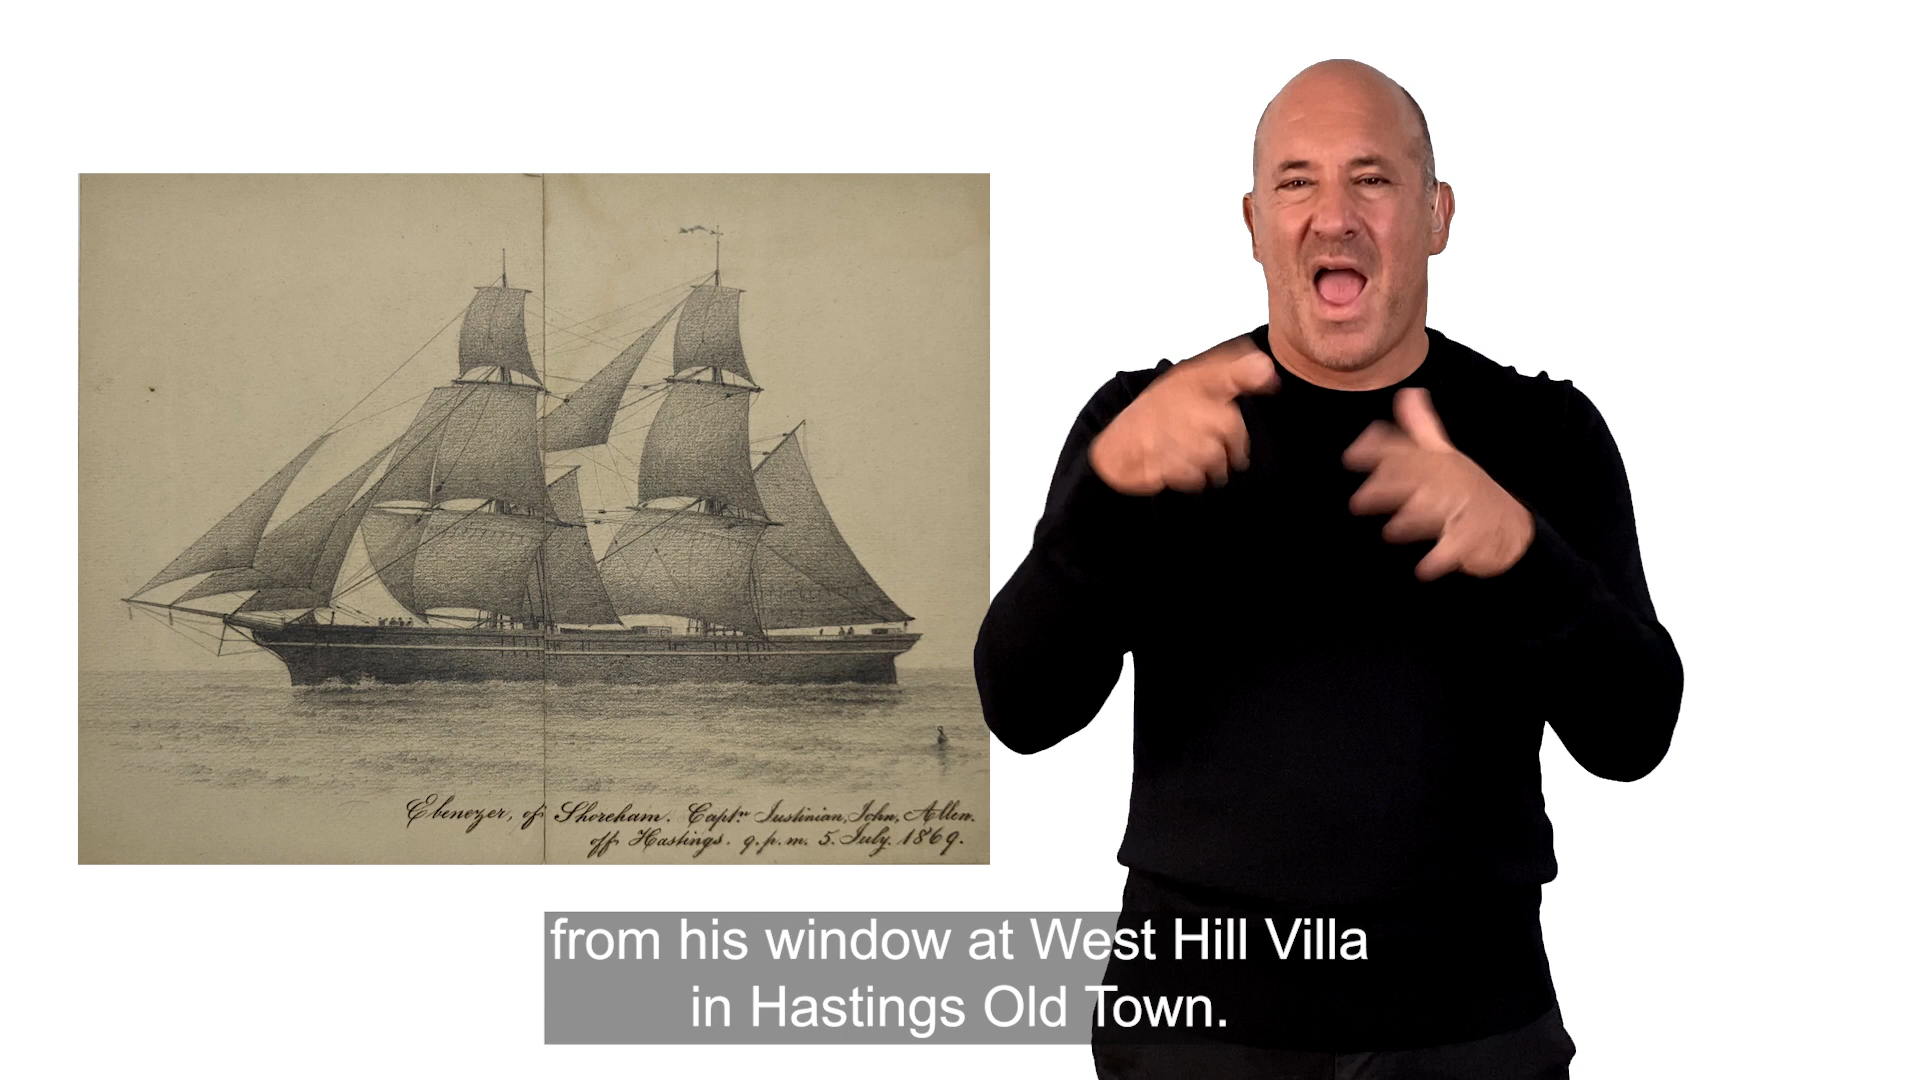 Ebenezer, of Shoreham. Captn Justinian, John, Allen.
off Hastings. 9. p. m. 5. July. 1869.
from his window at West Hill Villa
in Hastings Old Town.